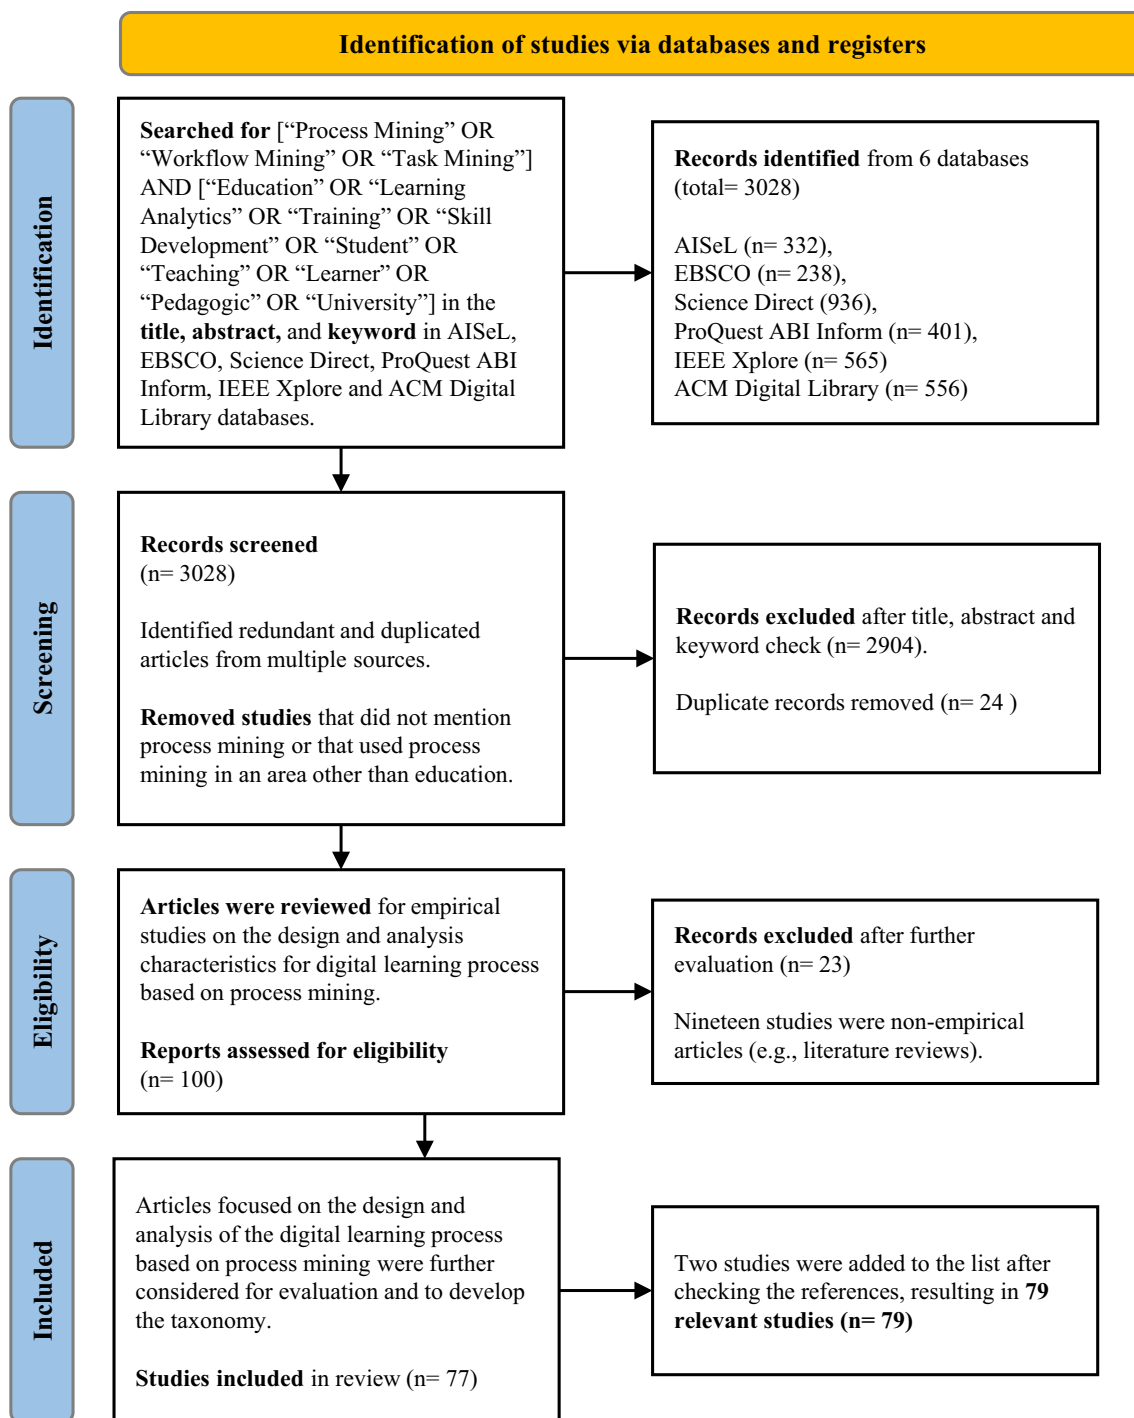 Identification of studies via databases and registers
Identification
Searched for [“Process Mining” OR
“Workflow Mining” OR “Task Mining”]
AND [“Education” OR “Learning
Analytics” OR “Training” OR “Skill
Development” OR “Student” OR
“Teaching” OR “Learner” OR
“Pedagogic” OR “University”] in the
title, abstract, and keyword in AISeL,
EBSCO, Science Direct, ProQuest ABI
Inform, IEEE Xplore and ACM Digital
Library databases.
Records identified from 6 databases
(total= 3028)
AISeL (n= 332),
EBSCO (n= 238),
Science Direct (936),
ProQuest ABI Inform (n= 401),
IEEE Xplore (n= 565)
ACM Digital Library (n= 556)
Screening
Records screened
(n= 3028)
Identified redundant and duplicated
articles from multiple sources.
Removed studies that did not mention
process mining or that used process
mining in an area other than education.
Records excluded after title, abstract and
keyword check (n= 2904).
Duplicate records removed (n= 24 )
Eligibility
Articles were reviewed for empirical
studies on the design and analysis
characteristics for digital learning process
based on process mining.
Reports assessed for eligibility
(n= 100)
Records excluded after further
evaluation (n= 23)
Nineteen studies were non-empirical
articles (e.g., literature reviews).
Included
Articles focused on the design and
analysis of the digital learning process
based on process mining were further
considered for evaluation and to develop
the taxonomy.
Studies included in review (n= 77)
Two studies were added to the list after
checking the references, resulting in 79
relevant studies (n= 79)